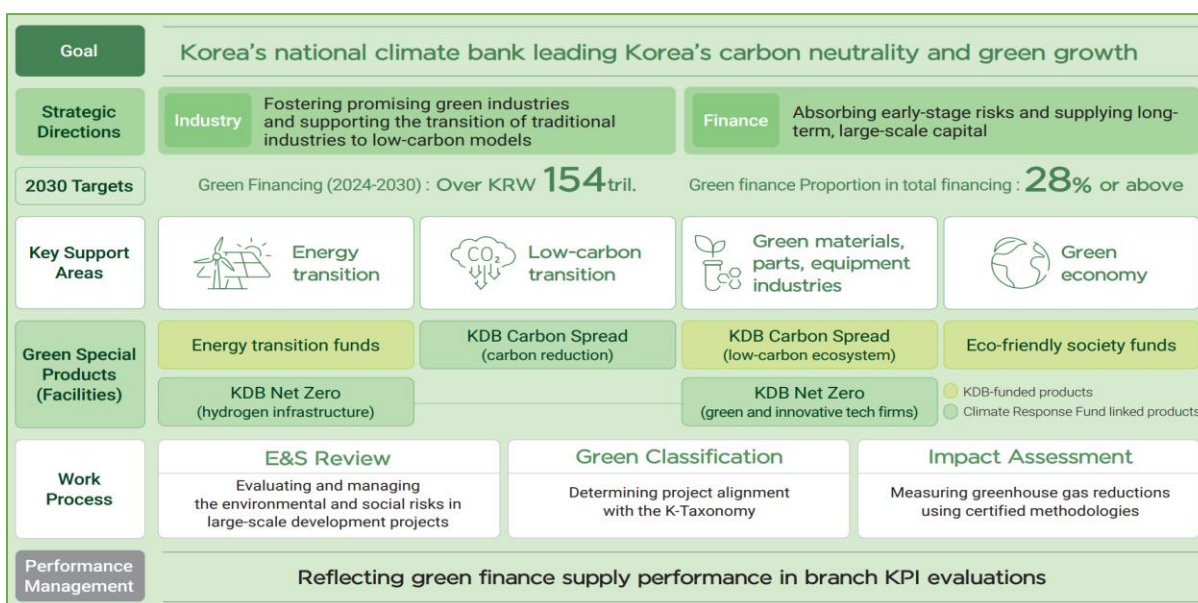 Goal
Korea's national climate bank leading Korea's carbon neutrality and green growth
Strategic
Directions
Industry
Fostering promising green industries
and supporting the transition of traditional
industries to low-carbon models
Finance
Absorbing early-stage risks and supplying long-
term, large-scale capital
2030 Targets
Green Financing (2024-2030) : Over KRW 154tril.
Green finance Proportion in total financing : 28% or above
Key Support
Areas
Energy
transition
CO₂
Low-carbon
transition
Green materials,
parts, equipment
industries
Green
economy
Green Special
Products
(Facilities)
Energy transition funds
KDB Carbon Spread
(carbon reduction)
KDB Carbon Spread
(low-carbon ecosystem)
Eco-friendly society funds
KDB Net Zero
(hydrogen infrastructure)
KDB Net Zero
(green and innovative tech firms)
KDB-funded products
Climate Response Fund linked products
Work
Process
E&S Review
Evaluating and managing
the environmental and social risks in
large-scale development projects
Green Classification
Determining project alignment
with the K-Taxonomy
Impact Assessment
Measuring greenhouse gas reductions
using certified methodologies
Performance
Management
Reflecting green finance supply performance in branch KPI evaluations